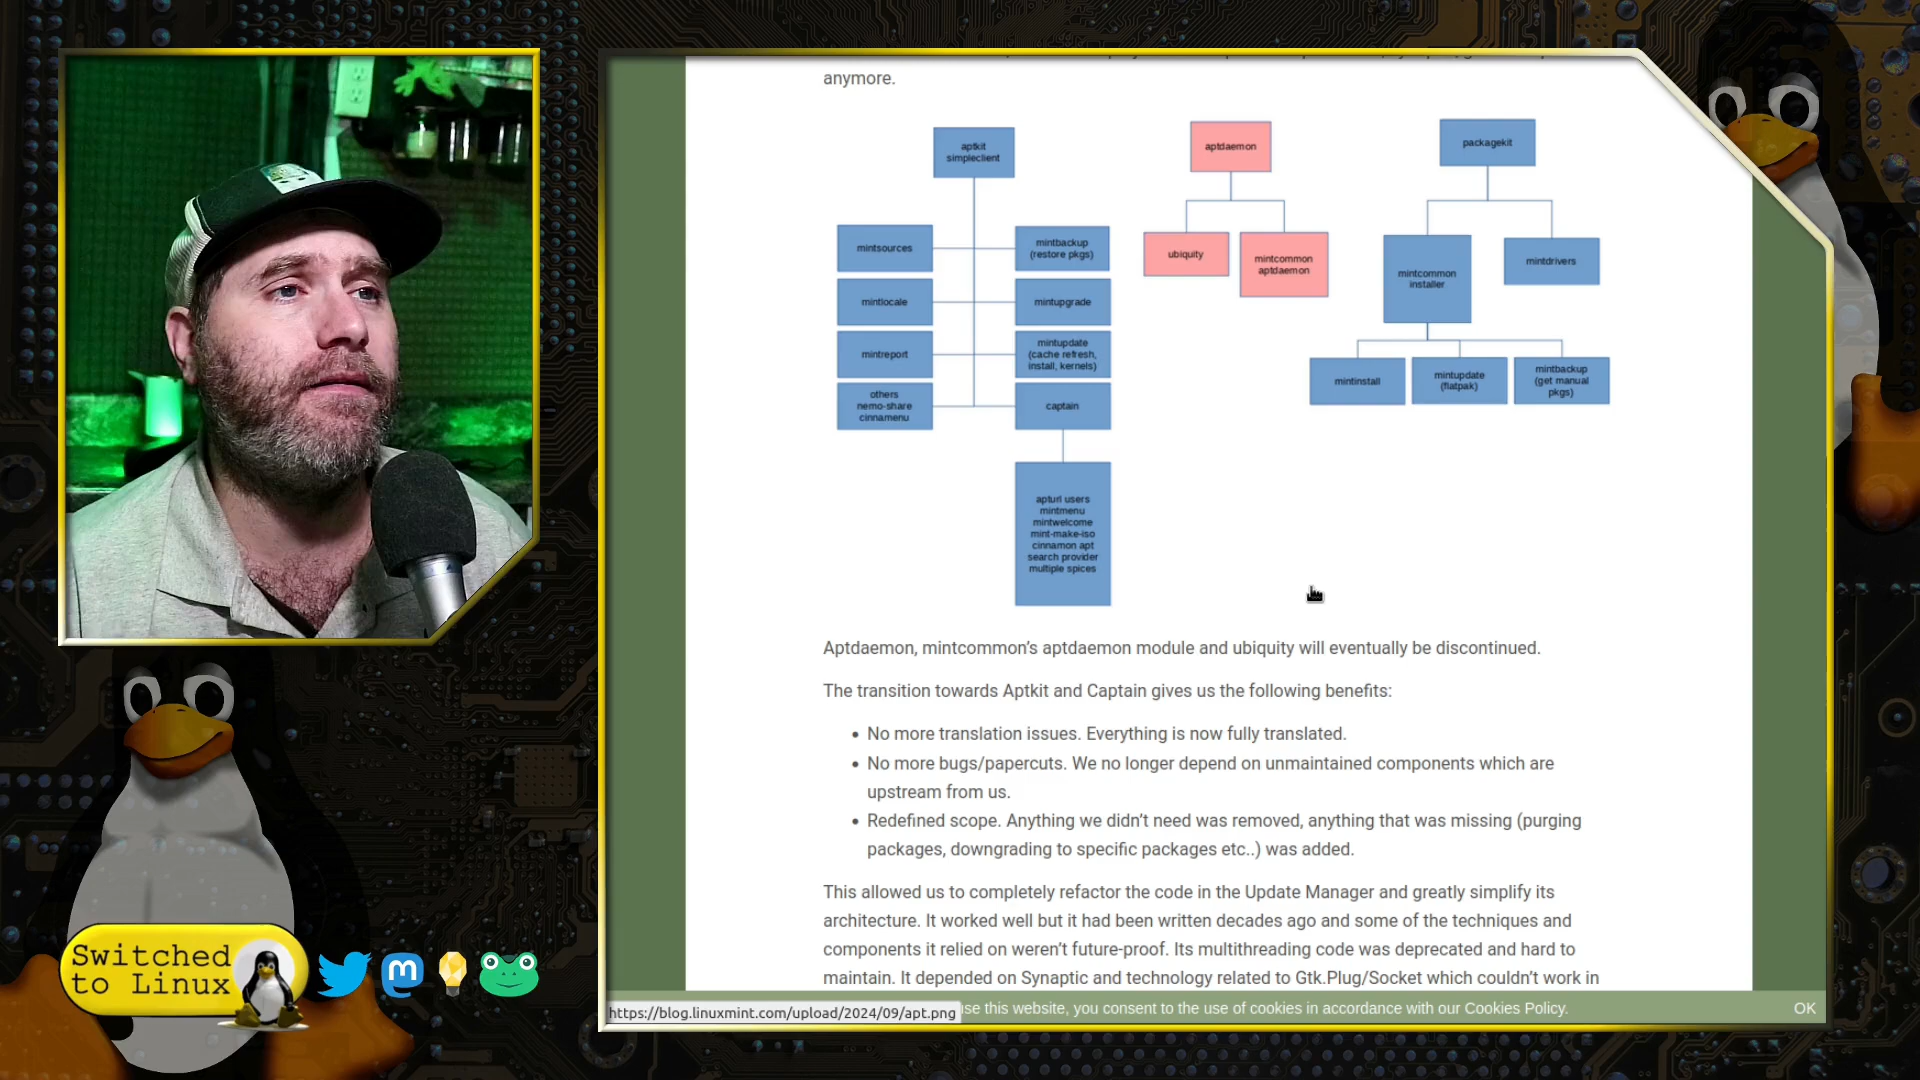 anymore.
aptkit
simpleclient
aptdaemon
packagekit
mintsources
mintbackup
(restore pkgs)
ubiquity
mintcommon
aptdaemon
mintcommon
installer
mintdrivers
mintlocale
mintupgrade
mintreport
mintupdate
(cache refresh,
install, kernels)
mintinstall
mintupdate
(flatpak)
mintbackup
(get manual
pkgs)
others
nemo-share
cinnamenu
captain
apturl users
mintmenu
mintwelcome
mint-make-iso
cinnamon apt
search provider
multiple spices
Aptdaemon, mintcommon’s aptdaemon module and ubiquity will eventually be discontinued.
The transition towards Aptkit and Captain gives us the following benefits:
• No more translation issues. Everything is now fully translated.
• No more bugs/papercuts. We no longer depend on unmaintained components which are
upstream from us.
• Redefined scope. Anything we didn’t need was removed, anything that was missing (purging
packages, downgrading to specific packages etc..) was added.
This allowed us to completely refactor the code in the Update Manager and greatly simplify its
architecture. It worked well but it had been written decades ago and some of the techniques and
components it relied on weren’t future-proof. Its multithreading code was deprecated and hard to
maintain. It depended on Synaptic and technology related to Gtk.Plug/Socket which couldn’t work in
use this website, you consent to the use of cookies in accordance with our Cookies Policy.
OK
https://blog.linuxmint.com/upload/2024/09/apt.png
Switched
to Linux